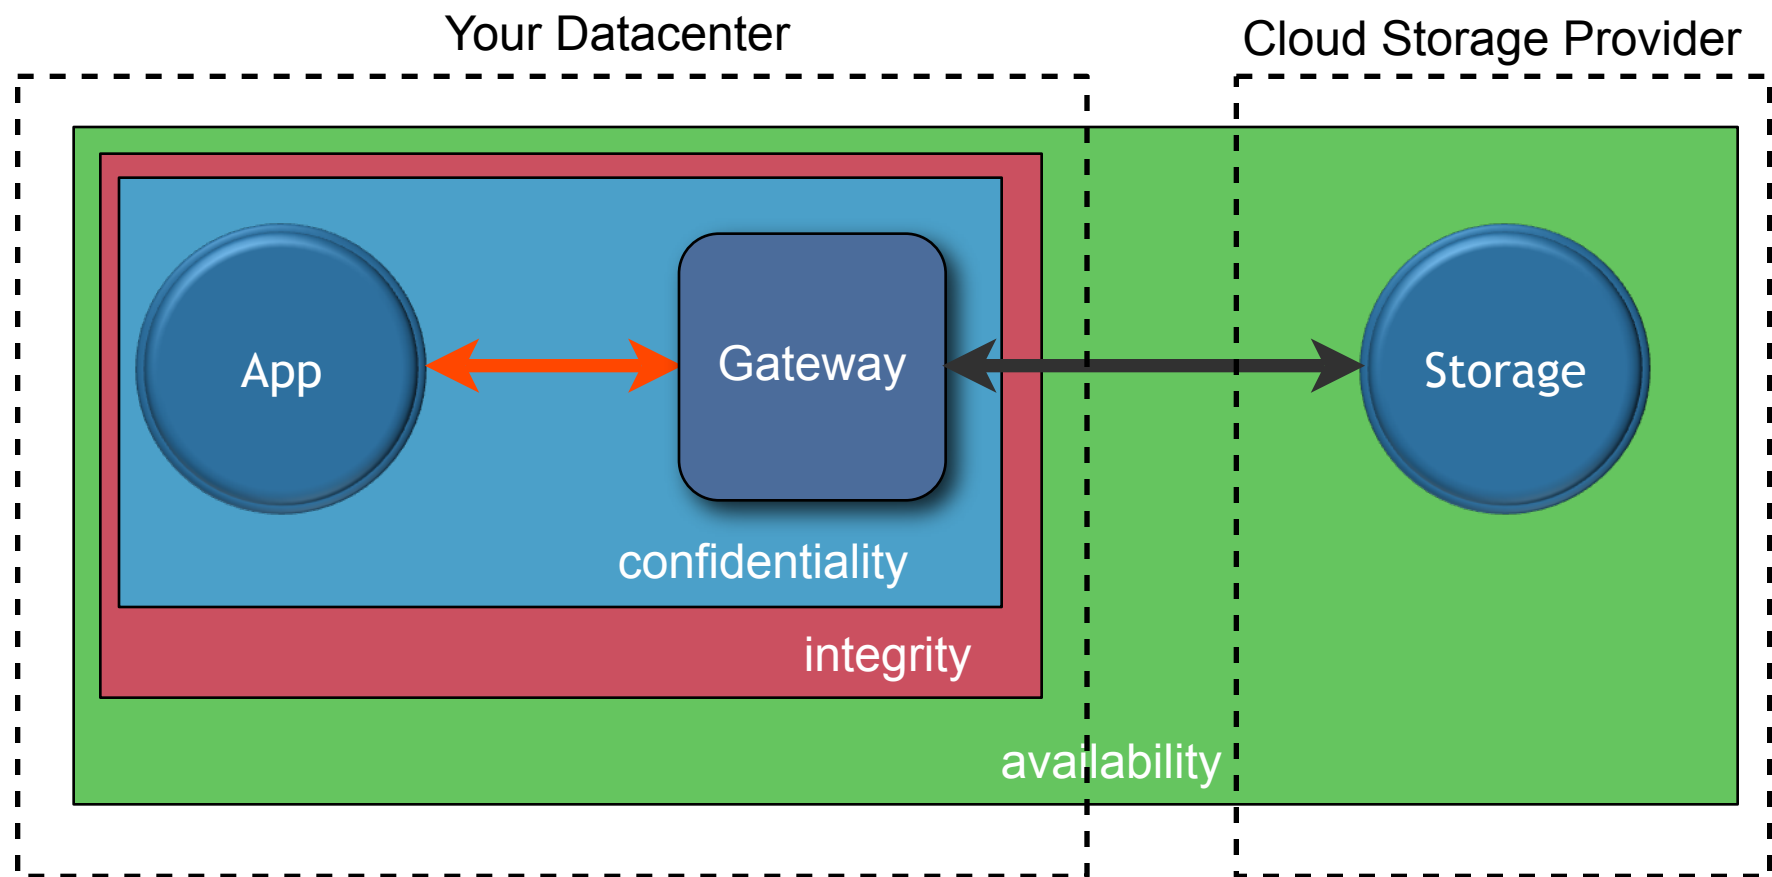 Your Datacenter
Cloud Storage Provider
App
Gateway
Storage
confidentiality
integrity
availability